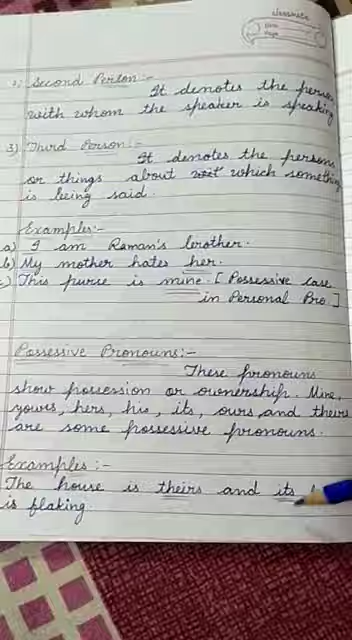 classmate
Date
Page
2) Second Person:-
It denotes the person
with whom the speaker is speaking
3) Third Person:-
It denotes the persons
or things about which something
is being said.
Examples:-
a) I am Raman's brother.
b) My mother hates her.
c) This purse is mine. [Possessive case
in Personal Pro.]
Possessive Pronouns:-
These pronouns
show possession or ownership. Mine,
yours, hers, his, its, ours and theirs
are some possessive pronouns.
Examples:-
The house is theirs and its
is flaking.